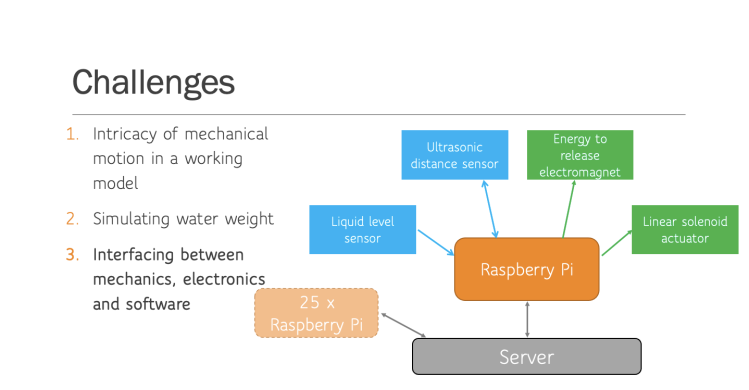 Challenges
1. Intricacy of mechanical
motion in a working
model
2. Simulating water weight
3. Interfacing between
mechanics, electronics
and software
Ultrasonic
distance sensor
Energy to
release
electromagnet
Liquid level
sensor
Linear solenoid
actuator
Raspberry Pi
25 x
Raspberry Pi
Server